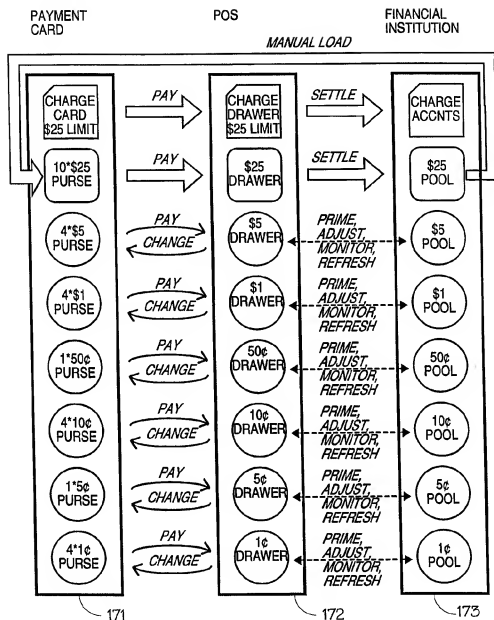 PAYMENT CARD
POS
FINANCIAL INSTITUTION
MANUAL LOAD
CHARGE CARD $25 LIMIT
PAY
CHARGE DRAWER $25 LIMIT
SETTLE
CHARGE ACCNTS
10*$25 PURSE
PAY
$25 DRAWER
SETTLE
$25 POOL
4*$5 PURSE
PAY
CHANGE
$5 DRAWER
PRIME, ADJUST, MONITOR, REFRESH
$5 POOL
4*$1 PURSE
PAY
CHANGE
$1 DRAWER
PRIME, ADJUST, MONITOR, REFRESH
$1 POOL
1*50¢ PURSE
PAY
CHANGE
50¢ DRAWER
PRIME, ADJUST, MONITOR, REFRESH
50¢ POOL
4*10¢ PURSE
PAY
CHANGE
10¢ DRAWER
PRIME, ADJUST, MONITOR, REFRESH
10¢ POOL
1*5¢ PURSE
PAY
CHANGE
5¢ DRAWER
PRIME, ADJUST, MONITOR, REFRESH
5¢ POOL
4*1¢ PURSE
PAY
CHANGE
1¢ DRAWER
PRIME, ADJUST, MONITOR, REFRESH
1¢ POOL
171
172
173